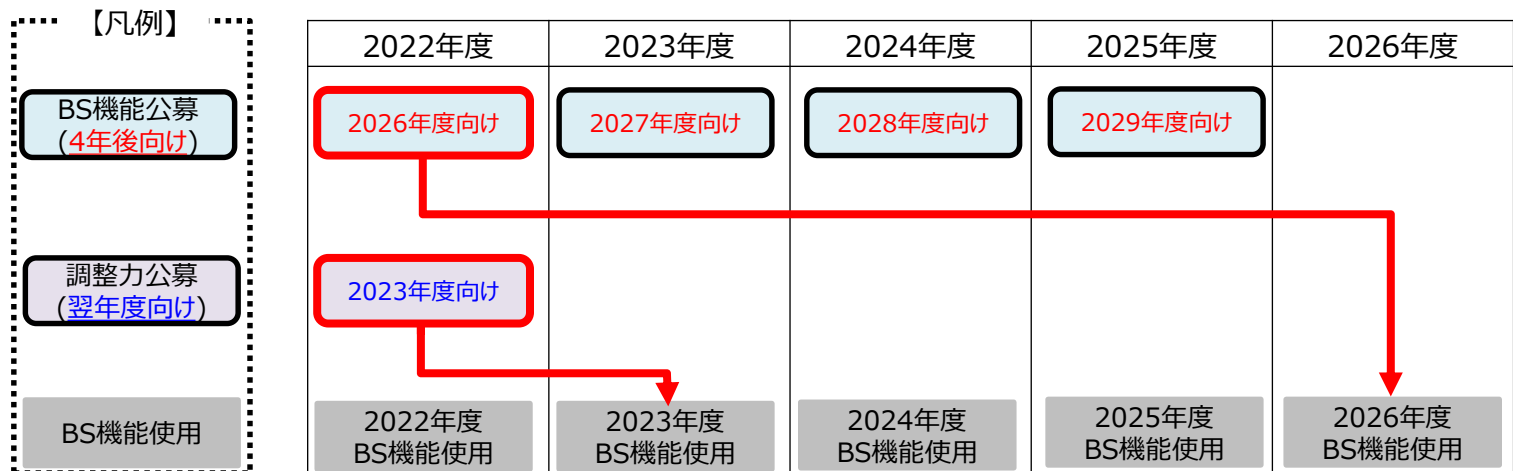 【凡例】
BS機能公募
(4年後向け)
調整力公募
(翌年度向け)
BS機能使用
2022年度
2023年度
2024年度
2025年度
2026年度
2026年度向け
2027年度向け
2028年度向け
2029年度向け
2023年度向け
2022年度
BS機能使用
2023年度
BS機能使用
2024年度
BS機能使用
2025年度
BS機能使用
2026年度
BS機能使用